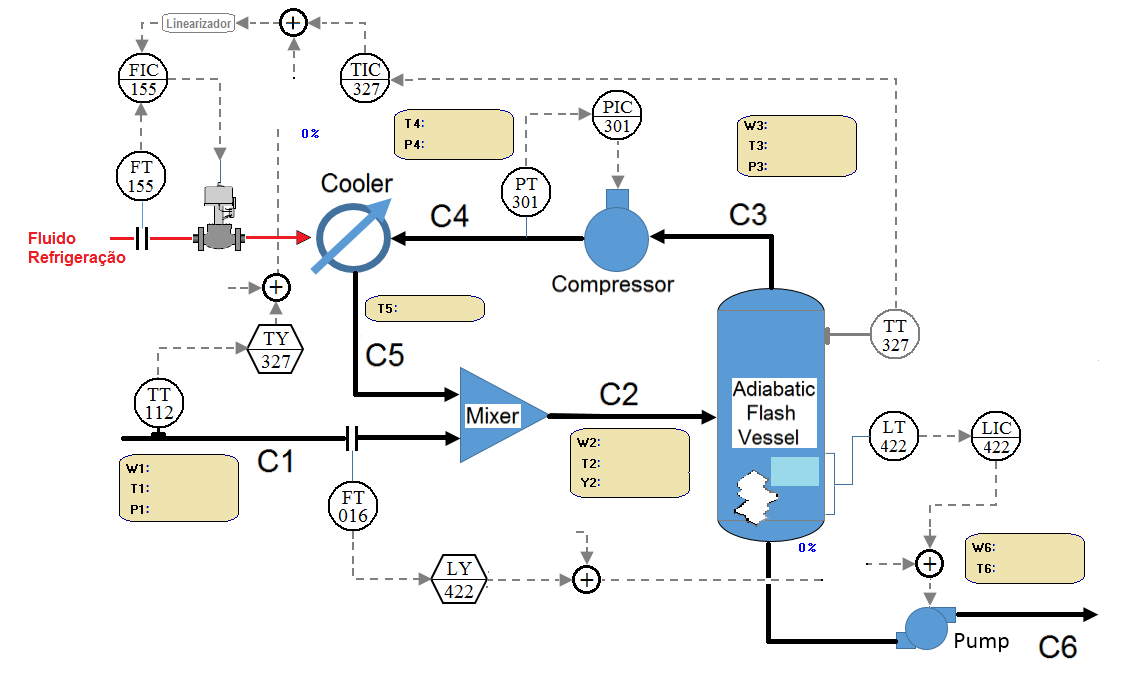 Linearizador
+
FIC
155
TIC
327
0%
T4:
P4:
PIC
301
W3:
T3:
P3:
FT
155
Cooler
PT
301
C4
C3
Fluido
Refrigeração
Compressor
+
T5:
TY
327
C5
TT
327
TT
112
Mixer
C2
Adiabatic
Flash
Vessel
LT
422
LIC
422
C1
W1:
T1:
P1:
W2:
T2:
Y2:
FT
016
0%
LY
422
+
+
W6:
T6:
Pump
C6